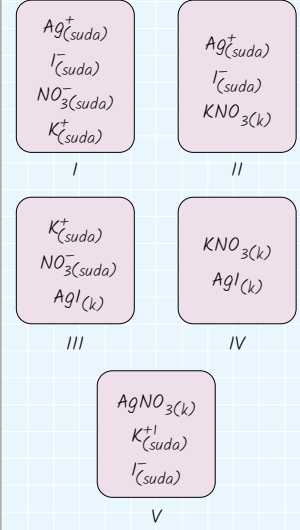 Ag⁺(suda)
I⁻(suda)
NO₃⁻(suda)
K⁺(suda)
I
Ag⁺(suda)
I⁻(suda)
KNO₃(k)
II
K⁺(suda)
NO₃⁻(suda)
AgI(k)
III
KNO₃(k)
AgI(k)
IV
AgNO₃(k)
K⁺¹(suda)
I⁻(suda)
V